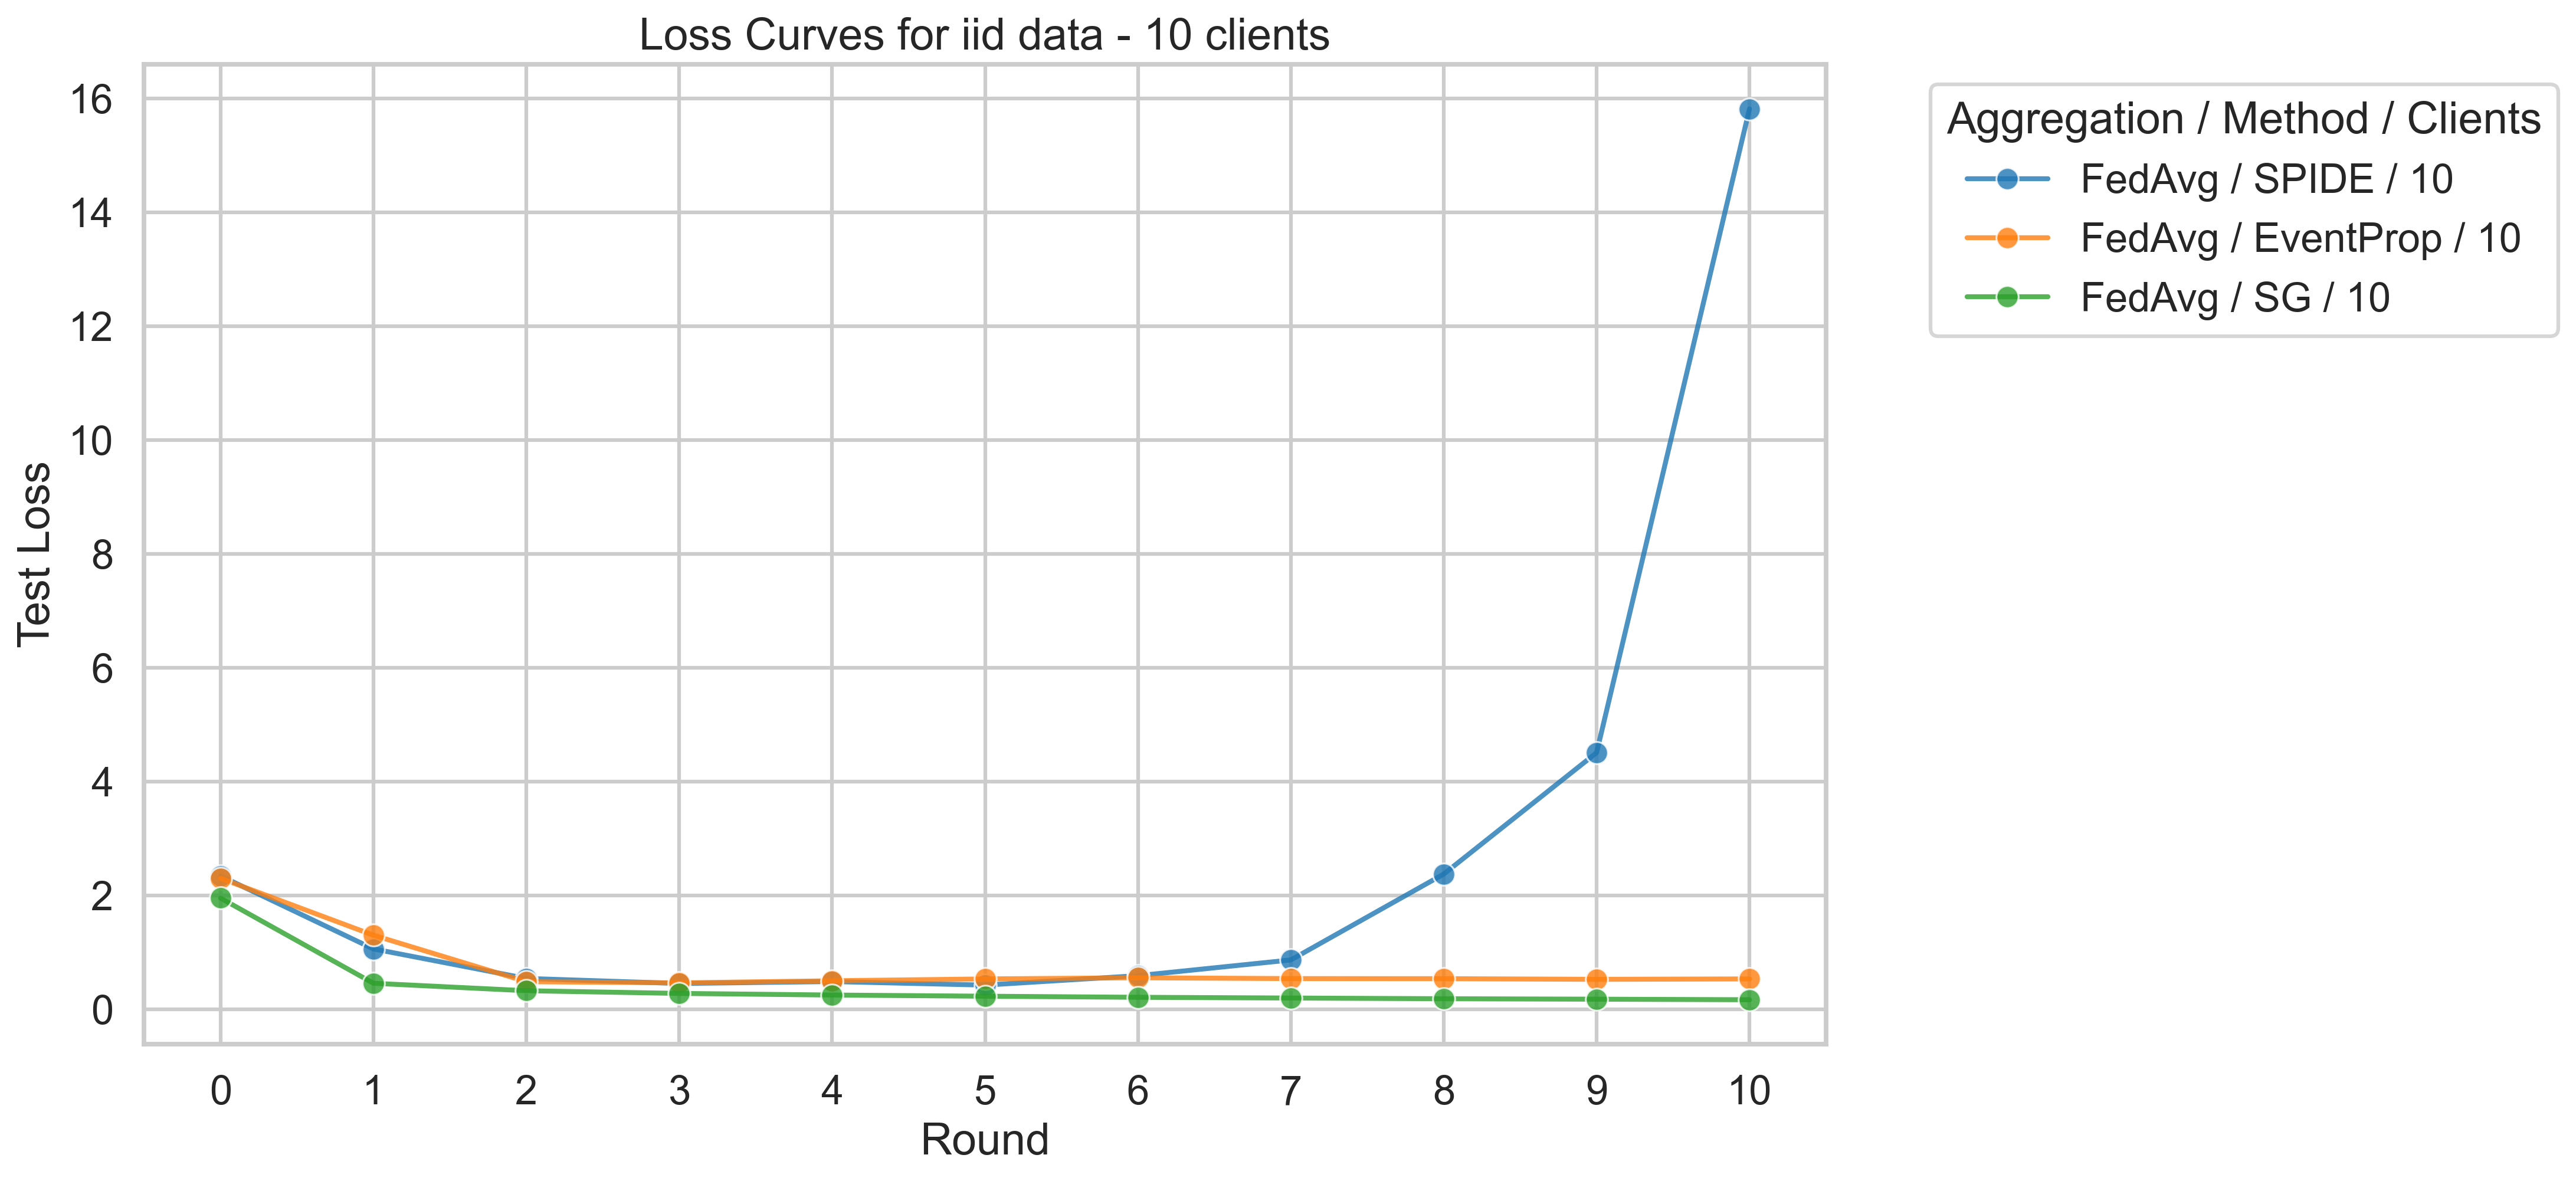 Loss Curves for iid data - 10 clients
16
14
12
10
8
6
4
2
0
Test Loss
0 1 2 3 4 5 6 7 8 9 10
Round
Aggregation / Method / Clients
FedAvg / SPIDE / 10
FedAvg / EventProp / 10
FedAvg / SG / 10